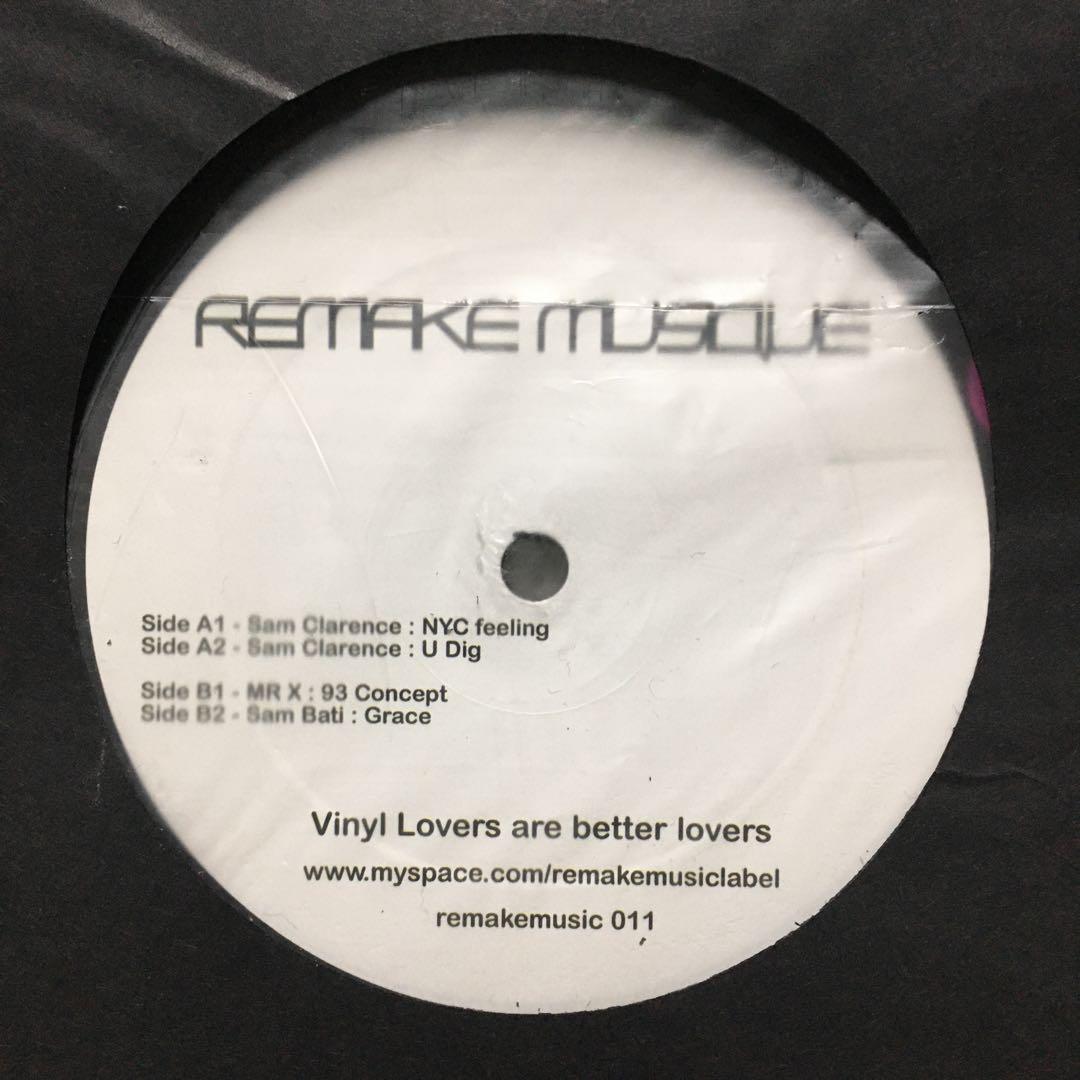 REMAKE MUSIQUE
Side A1 - Sam Clarence : NYC feeling
Side A2 - Sam Clarence : U Dig
Side B1 - MR X : 93 Concept
Side B2 - Sam Bati : Grace
Vinyl Lovers are better lovers
www.myspace.com/remakemusiclabel
remakemusic 011